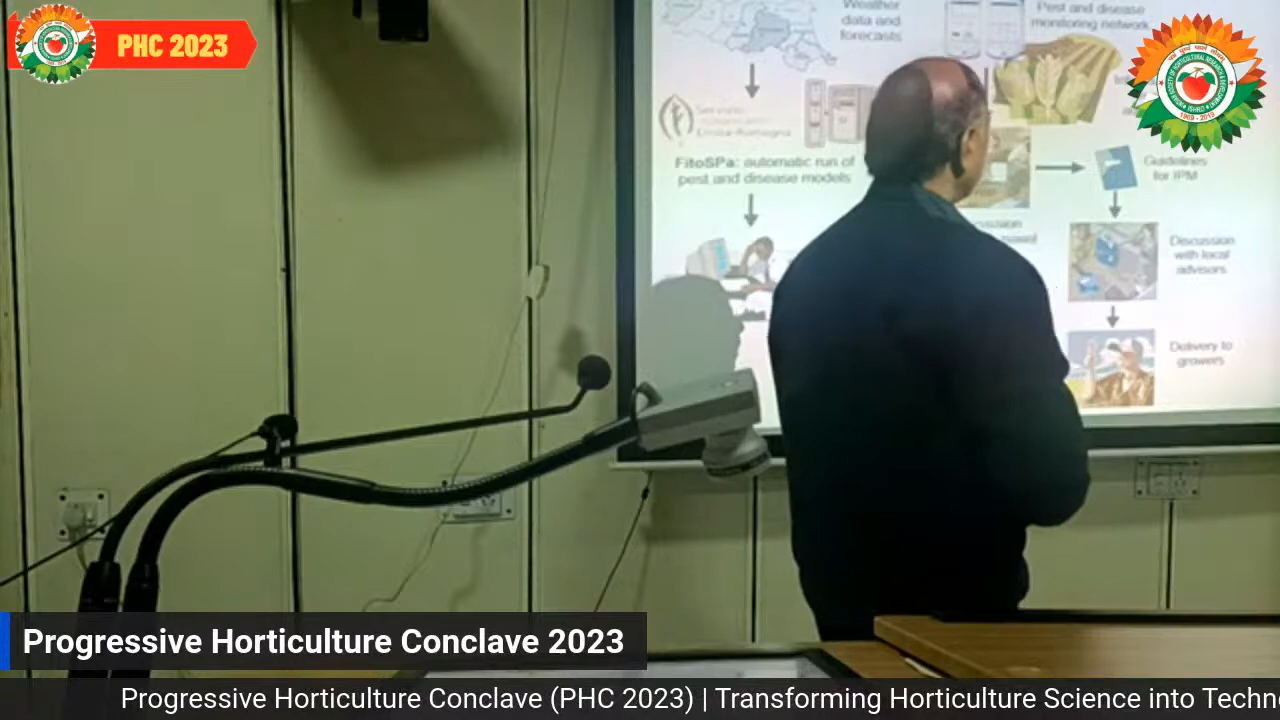 PHC 2023
Weather
data and
forecasts
Pest and disease
monitoring network
FitoSPa: automatic run of
pest and disease models
Guidelines
for IPM
Discussion
with local
advisors
Delivery to
growers
Progressive Horticulture Conclave 2023
Progressive Horticulture Conclave (PHC 2023) | Transforming Horticulture Science into Techn